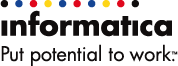 informatica
Put potential to work.™